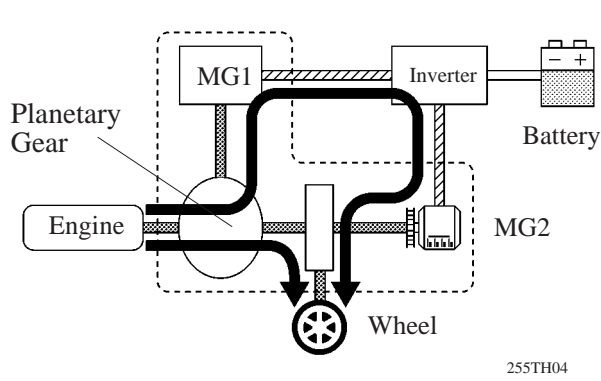 MG1
Inverter
− +
Planetary
Gear
Battery
Engine
MG2
Wheel
255TH04